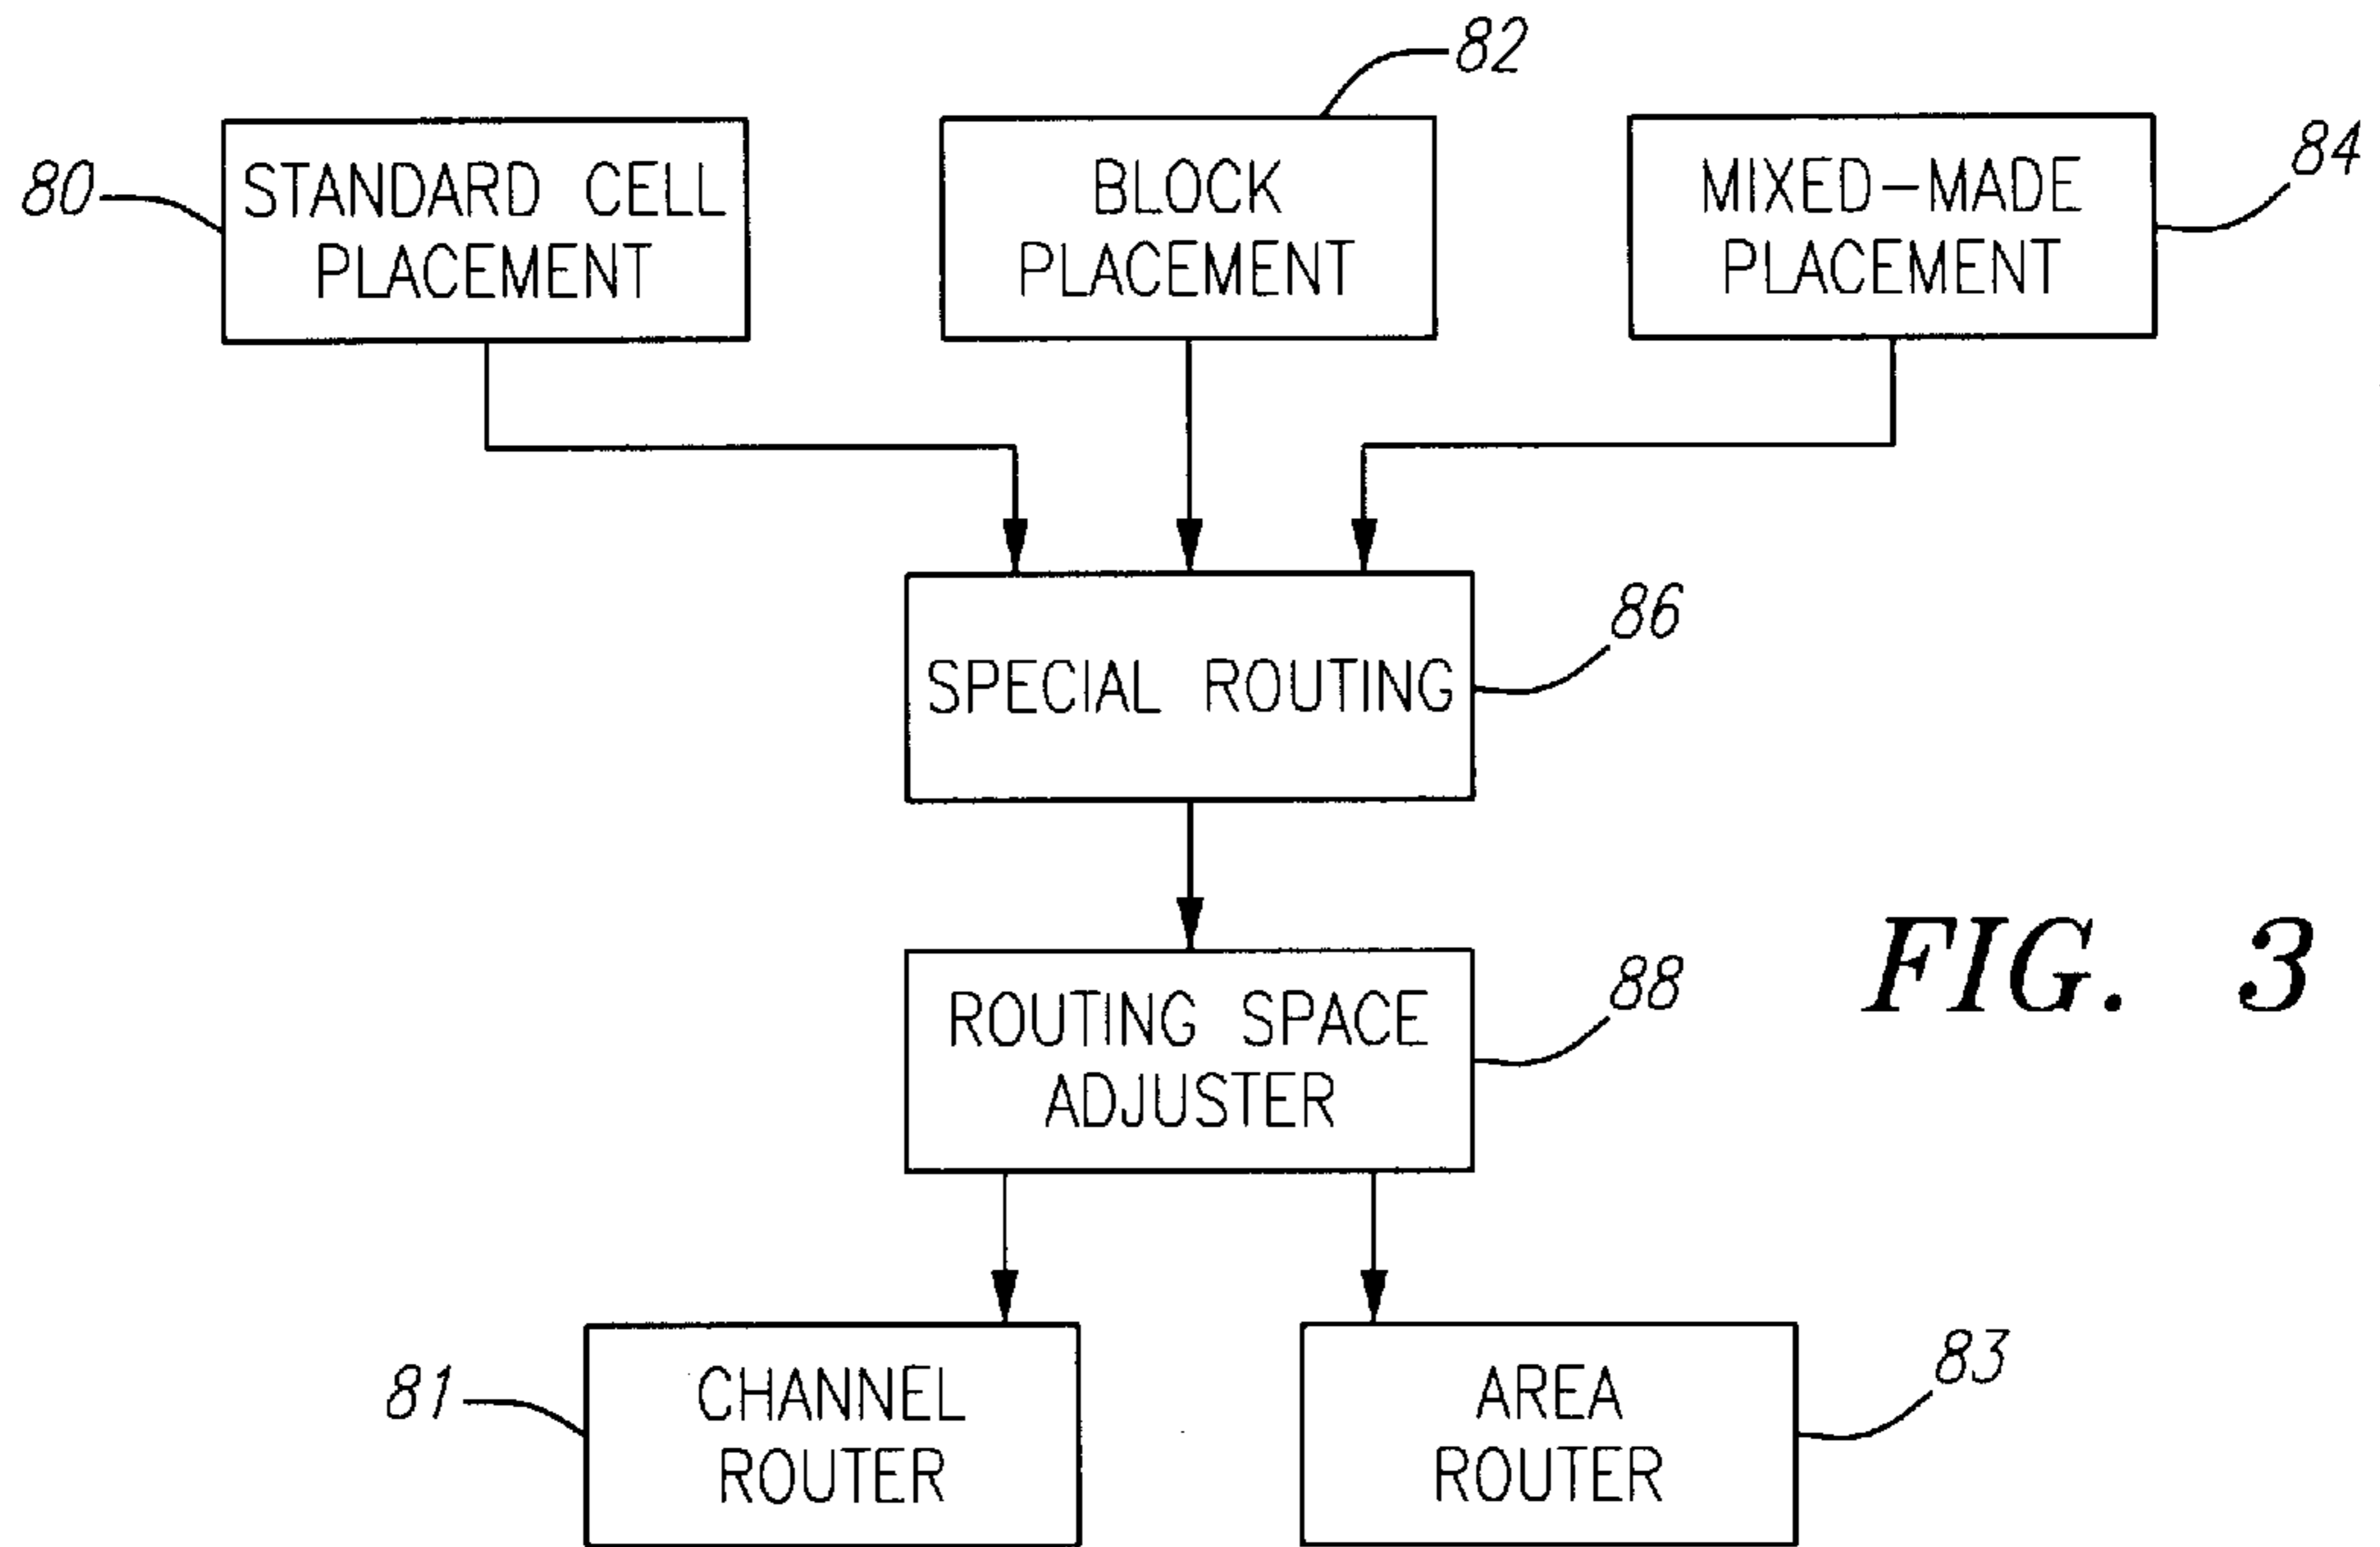 82
80
STANDARD CELL
PLACEMENT
BLOCK
PLACEMENT
MIXED-MADE
PLACEMENT
84
SPECIAL ROUTING
86
ROUTING SPACE
ADJUSTER
88
FIG. 3
81
CHANNEL
ROUTER
AREA
ROUTER
83